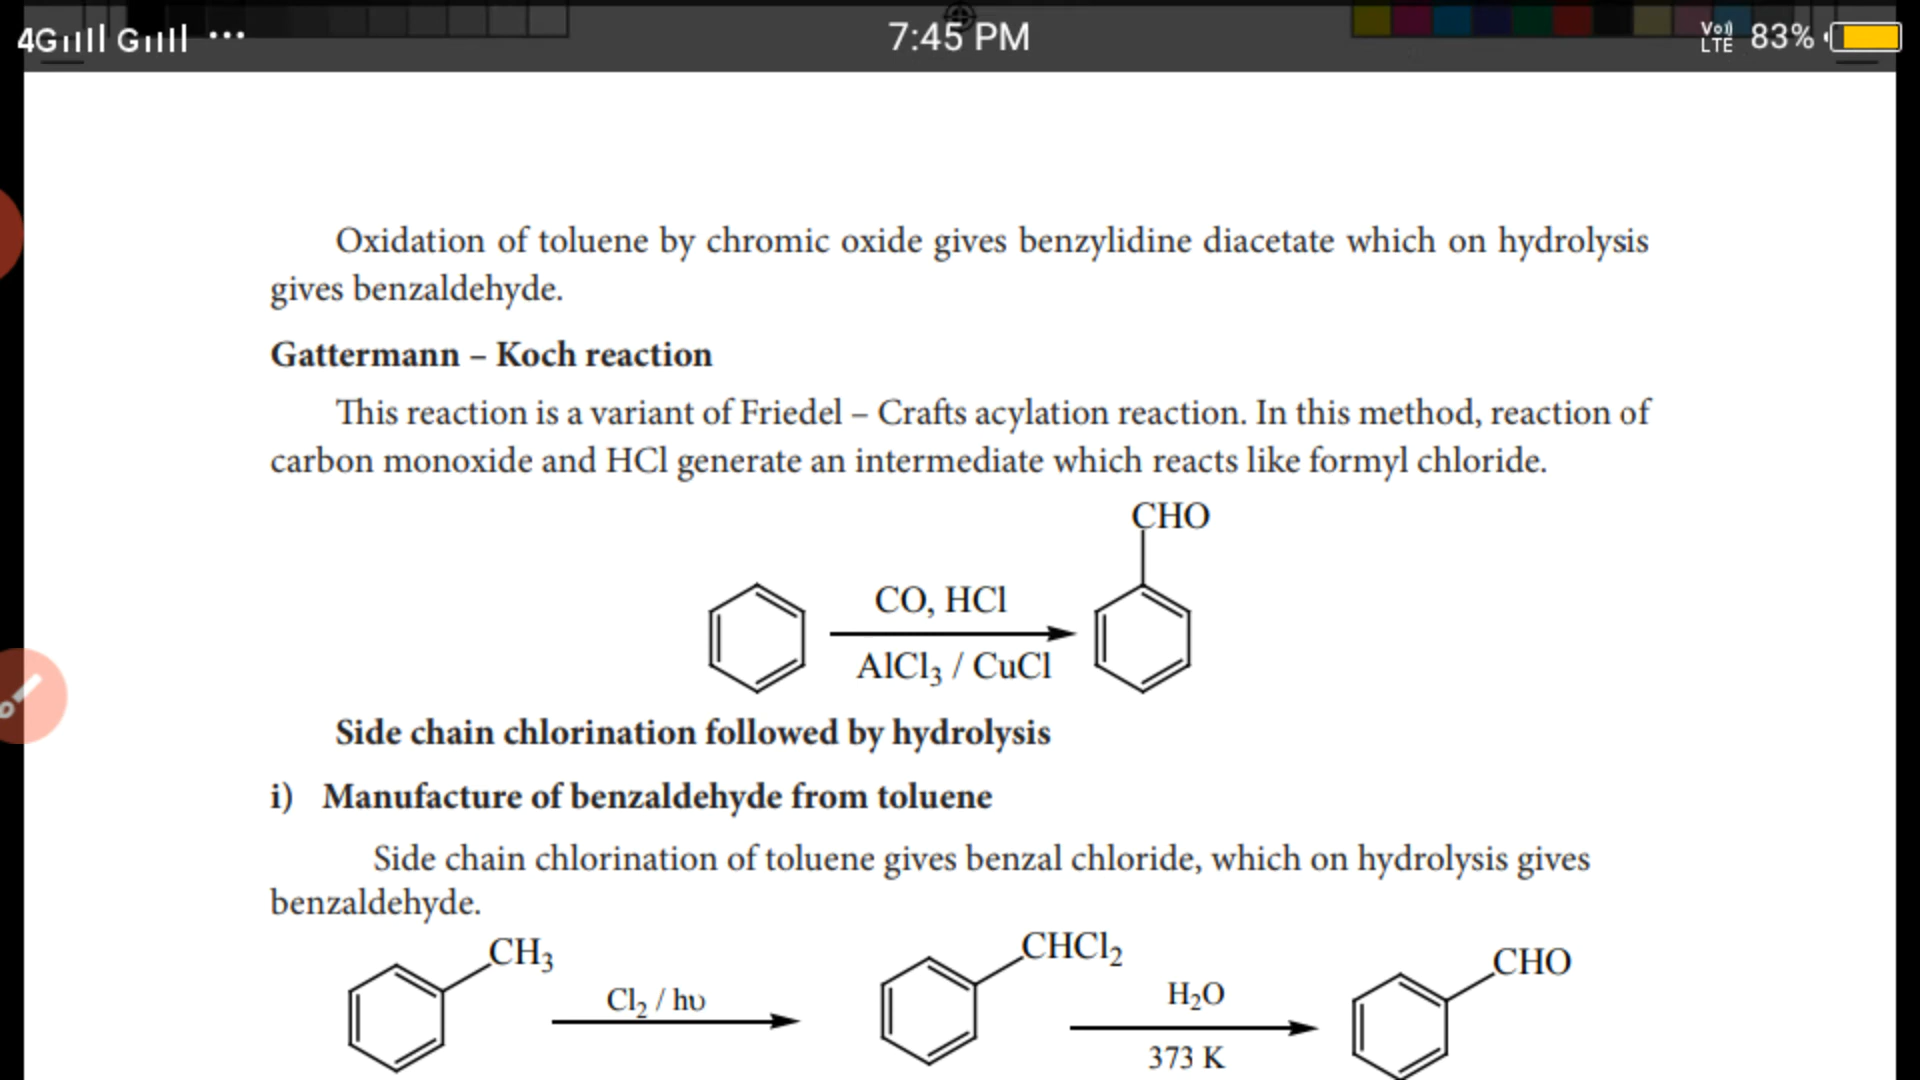 4G G ... 7:45 PM Vo)) LTE 83%
Oxidation of toluene by chromic oxide gives benzylidine diacetate which on hydrolysis
gives benzaldehyde.
Gattermann – Koch reaction
This reaction is a variant of Friedel – Crafts acylation reaction. In this method, reaction of
carbon monoxide and HCl generate an intermediate which reacts like formyl chloride.
CHO
CO, HCl
AlCl₃ / CuCl
Side chain chlorination followed by hydrolysis
i) Manufacture of benzaldehyde from toluene
Side chain chlorination of toluene gives benzal chloride, which on hydrolysis gives
benzaldehyde.
CH₃ CHCl₂ CHO
Cl₂ / hυ H₂O
373 K